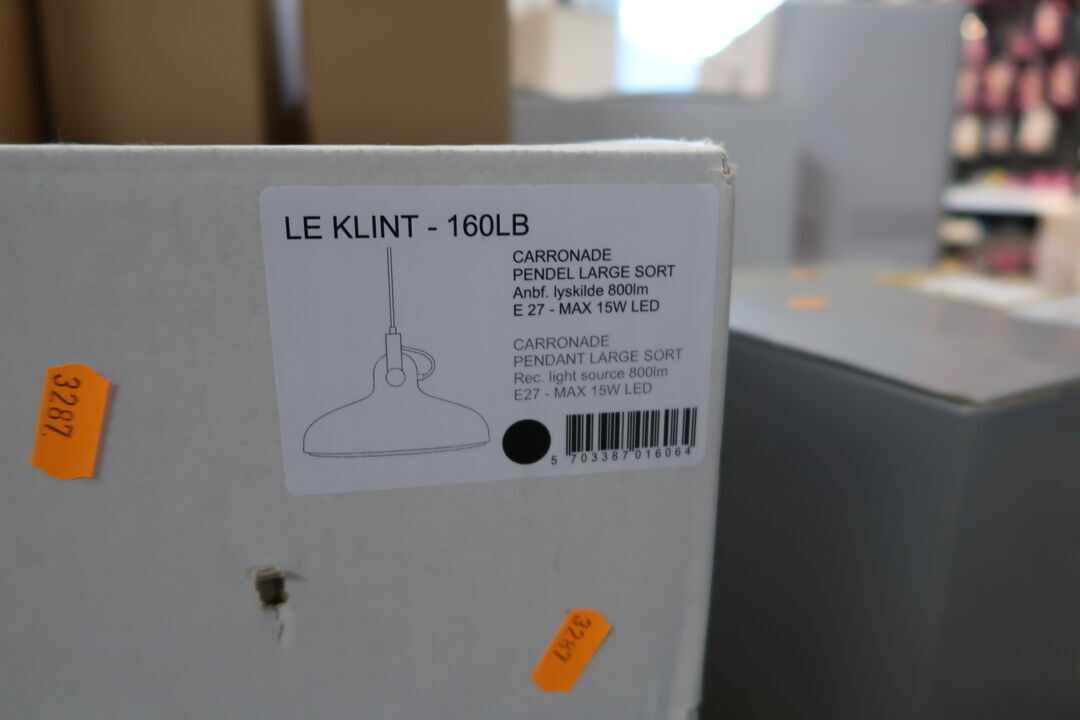 LE KLINT - 160LB
CARRONADE
PENDEL LARGE SORT
Anbf. lyskilde 800lm
E 27 - MAX 15W LED
CARRONADE
PENDANT LARGE SORT
Rec. light source 800lm
E27 - MAX 15W LED
5 703387 016064
3287.
3287